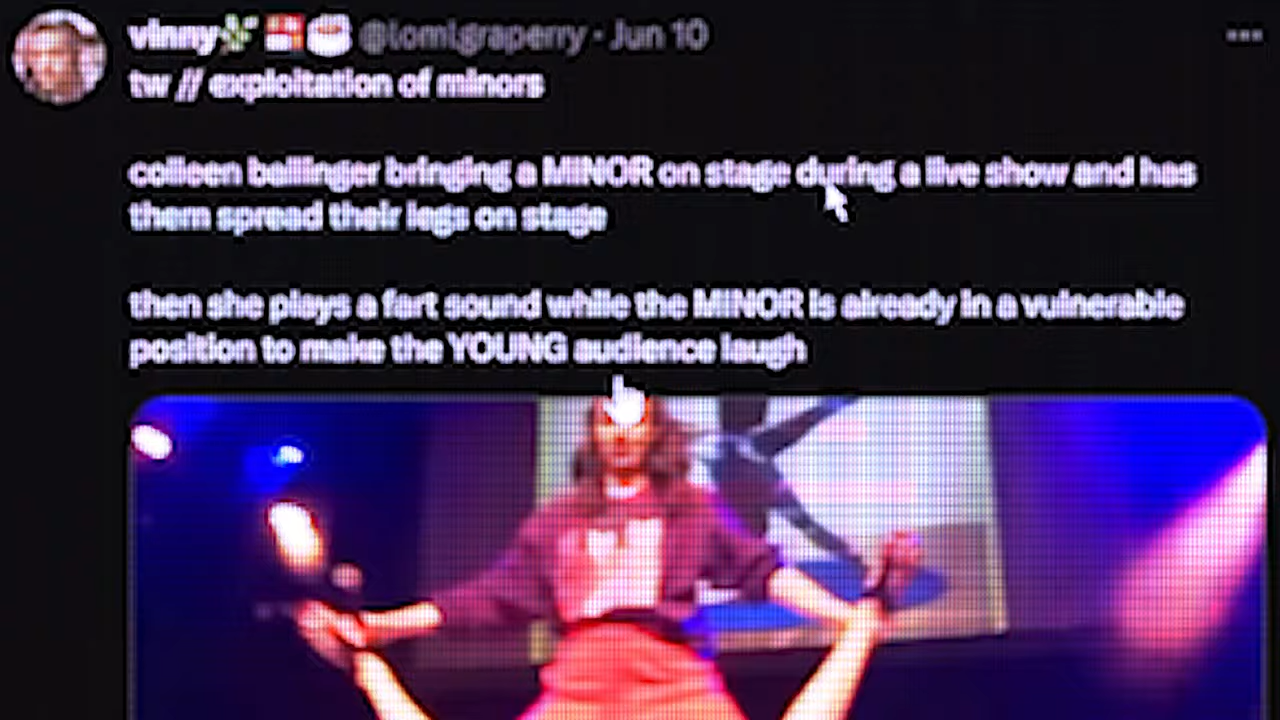 vinny @loml.graperry · Jun 10
tw // exploitation of minors
colleen ballinger bringing a MINOR on stage during a live show and has
them spread their legs on stage
then she plays a fart sound while the MINOR is already in a vulnerable
position to make the YOUNG audience laugh